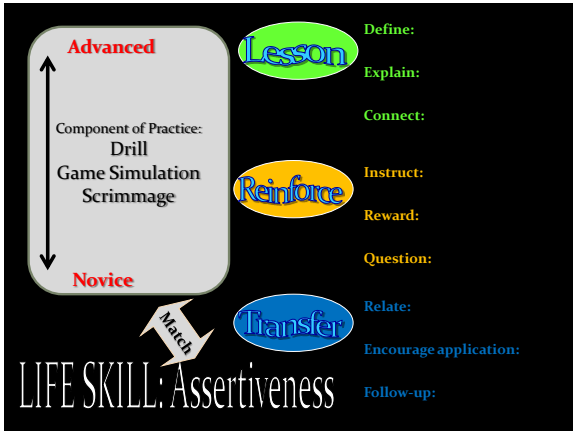 Advanced
Component of Practice:
Drill
Game Simulation
Scrimmage
Novice
Match
LIFE SKILL: Assertiveness
Lesson
Define:
Explain:
Connect:
Reinforce
Instruct:
Reward:
Question:
Transfer
Relate:
Encourage application:
Follow-up: